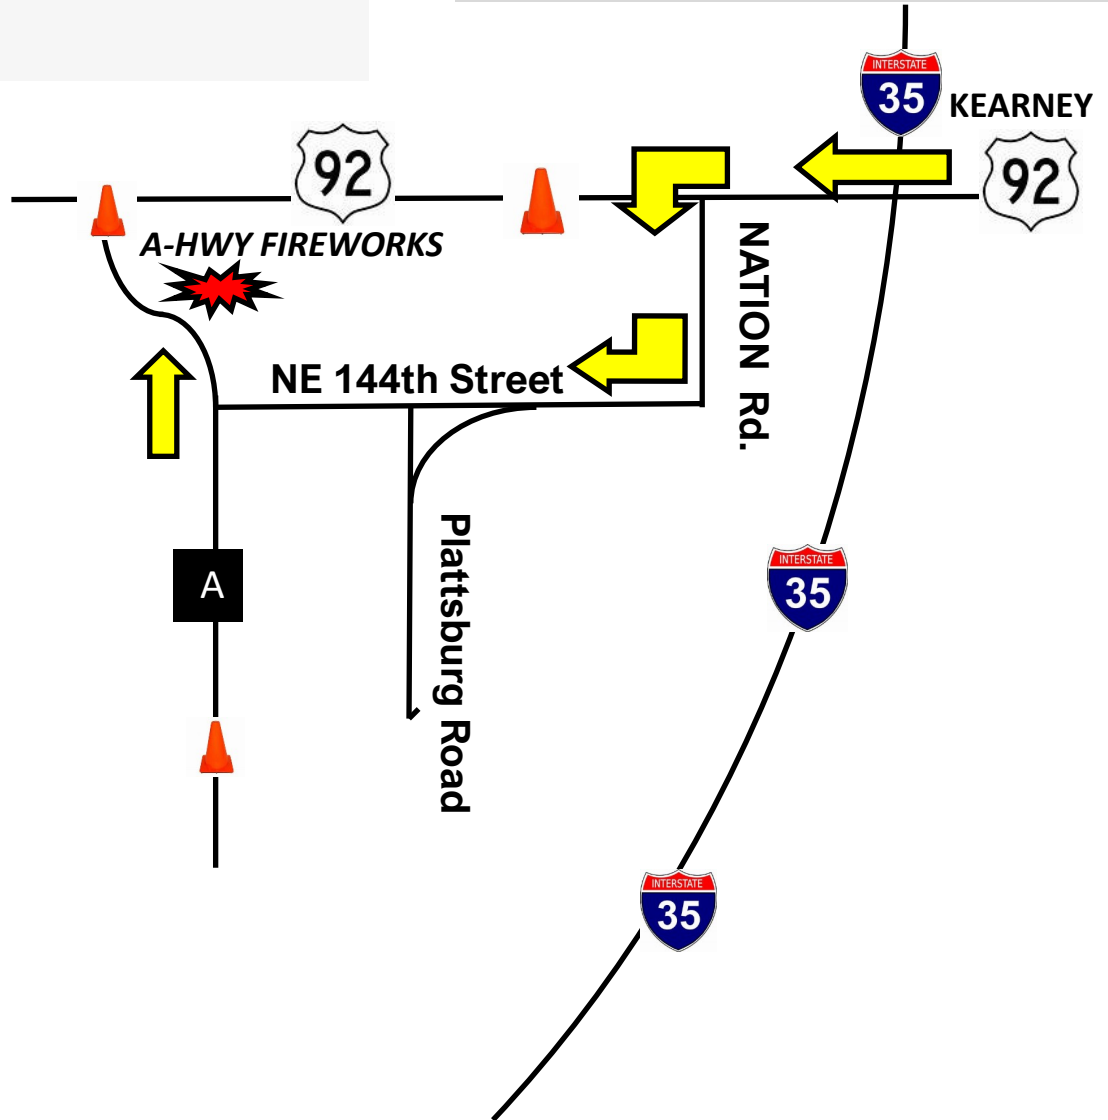 INTERSTATE
35
KEARNEY
92
92
A-HWY FIREWORKS
NATION Rd.
NE 144th Street
Plattsburg Road
A
INTERSTATE
35
INTERSTATE
35